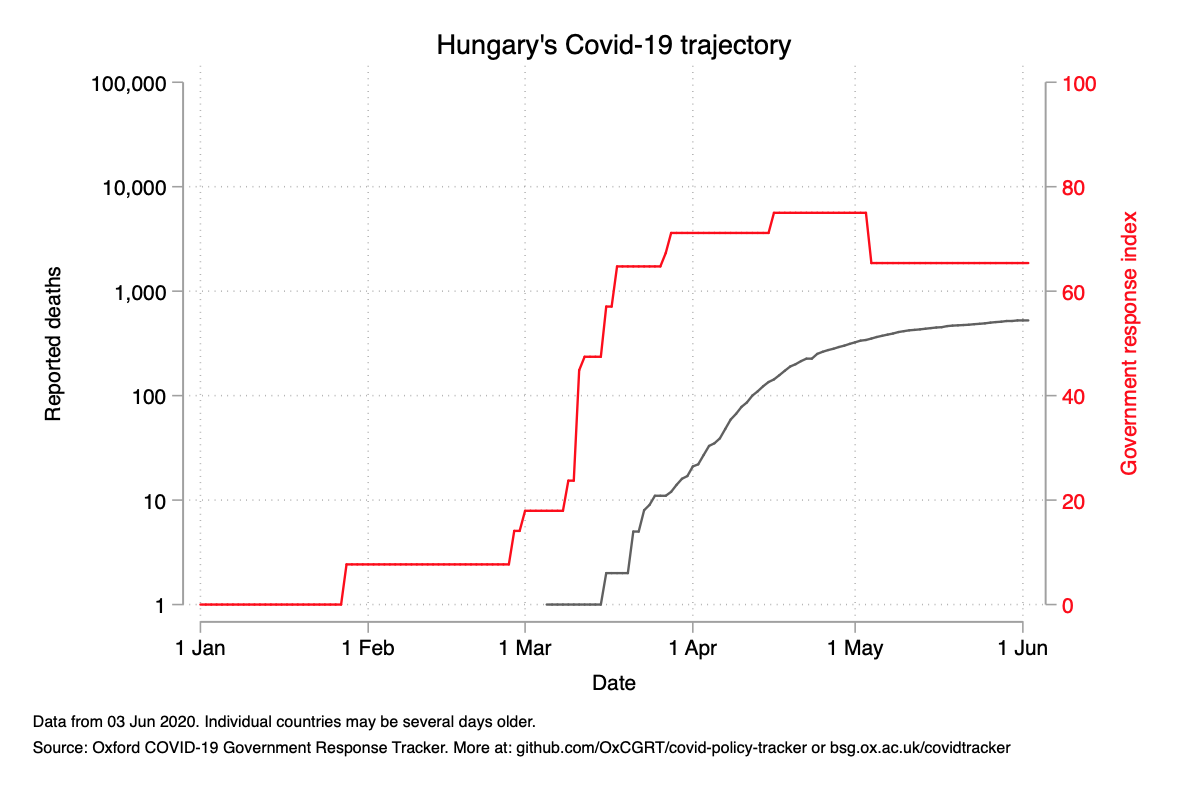 Hungary's Covid-19 trajectory
100,000
10,000
1,000
100
10
1
Reported deaths
100
80
60
40
20
0
Government response index
1 Jan 1 Feb 1 Mar 1 Apr 1 May 1 Jun
Date
Data from 03 Jun 2020. Individual countries may be several days older.
Source: Oxford COVID-19 Government Response Tracker. More at: github.com/OxCGRT/covid-policy-tracker or bsg.ox.ac.uk/covidtracker